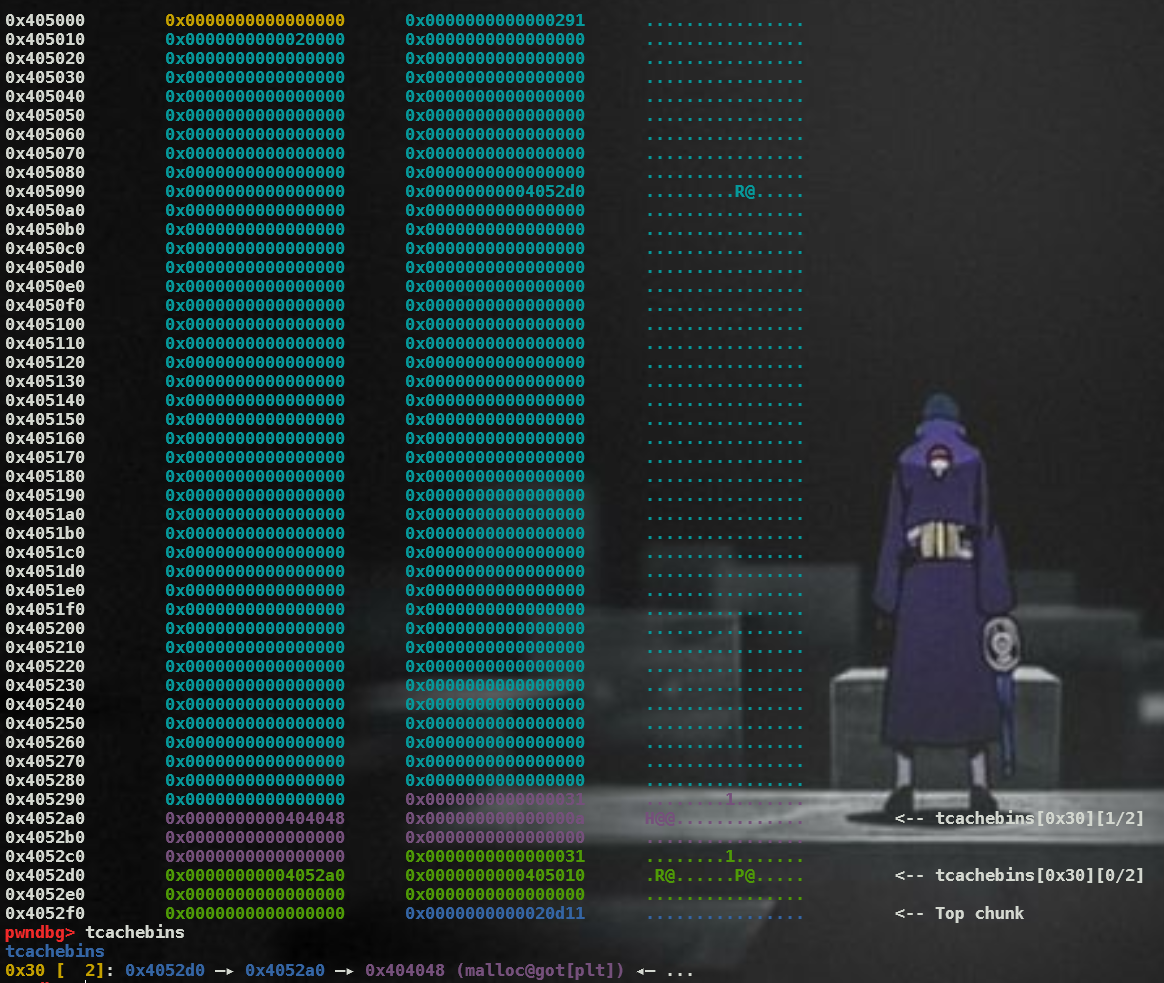 0x405000 0x0000000000000000 0x0000000000000291 ................
0x405010 0x0000000000020000 0x0000000000000000 ................
0x405020 0x0000000000000000 0x0000000000000000 ................
0x405030 0x0000000000000000 0x0000000000000000 ................
0x405040 0x0000000000000000 0x0000000000000000 ................
0x405050 0x0000000000000000 0x0000000000000000 ................
0x405060 0x0000000000000000 0x0000000000000000 ................
0x405070 0x0000000000000000 0x0000000000000000 ................
0x405080 0x0000000000000000 0x0000000000000000 ................
0x405090 0x0000000000000000 0x00000000004052d0 .........R@.....
0x4050a0 0x0000000000000000 0x0000000000000000 ................
0x4050b0 0x0000000000000000 0x0000000000000000 ................
0x4050c0 0x0000000000000000 0x0000000000000000 ................
0x4050d0 0x0000000000000000 0x0000000000000000 ................
0x4050e0 0x0000000000000000 0x0000000000000000 ................
0x4050f0 0x0000000000000000 0x0000000000000000 ................
0x405100 0x0000000000000000 0x0000000000000000 ................
0x405110 0x0000000000000000 0x0000000000000000 ................
0x405120 0x0000000000000000 0x0000000000000000 ................
0x405130 0x0000000000000000 0x0000000000000000 ................
0x405140 0x0000000000000000 0x0000000000000000 ................
0x405150 0x0000000000000000 0x0000000000000000 ................
0x405160 0x0000000000000000 0x0000000000000000 ................
0x405170 0x0000000000000000 0x0000000000000000 ................
0x405180 0x0000000000000000 0x0000000000000000 ................
0x405190 0x0000000000000000 0x0000000000000000 ................
0x4051a0 0x0000000000000000 0x0000000000000000 ................
0x4051b0 0x0000000000000000 0x0000000000000000 ................
0x4051c0 0x0000000000000000 0x0000000000000000 ................
0x4051d0 0x0000000000000000 0x0000000000000000 ................
0x4051e0 0x0000000000000000 0x0000000000000000 ................
0x4051f0 0x0000000000000000 0x0000000000000000 ................
0x405200 0x0000000000000000 0x0000000000000000 ................
0x405210 0x0000000000000000 0x0000000000000000 ................
0x405220 0x0000000000000000 0x0000000000000000 ................
0x405230 0x0000000000000000 0x0000000000000000 ................
0x405240 0x0000000000000000 0x0000000000000000 ................
0x405250 0x0000000000000000 0x0000000000000000 ................
0x405260 0x0000000000000000 0x0000000000000000 ................
0x405270 0x0000000000000000 0x0000000000000000 ................
0x405280 0x0000000000000000 0x0000000000000000 ................
0x405290 0x0000000000000000 0x0000000000000031 ........1.......
0x4052a0 0x0000000000404048 0x000000000000000a H@@............. <-- tcachebins[0x30][1/2]
0x4052b0 0x0000000000000000 0x0000000000000000 ................
0x4052c0 0x0000000000000000 0x0000000000000031 ........1.......
0x4052d0 0x00000000004052a0 0x0000000000405010 .R@......P@..... <-- tcachebins[0x30][0/2]
0x4052e0 0x0000000000000000 0x0000000000000000 ................
0x4052f0 0x0000000000000000 0x0000000000020d11 ................ <-- Top chunk
pwndbg> tcachebins
tcachebins
0x30 [  2]: 0x4052d0 —▸ 0x4052a0 —▸ 0x404048 (malloc@got[plt]) ◂— ...